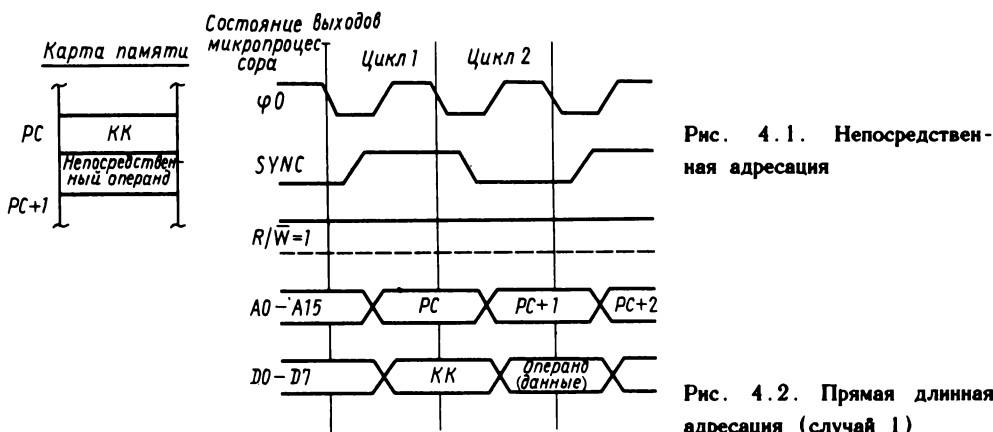 Состояние выходов
микропроцес-
сора
Карта памяти
Цикл 1
Цикл 2
φ0
PC
КК
Непосредствен-
ный операнд
PC+1
SYNC
R/W̅=1
A0-A15
PC
PC+1
PC+2
D0-D7
КК
Операнд
(данные)
Рис. 4.1. Непосредствен-
ная адресация
Рис. 4.2. Прямая длинная
адресация (случай 1)